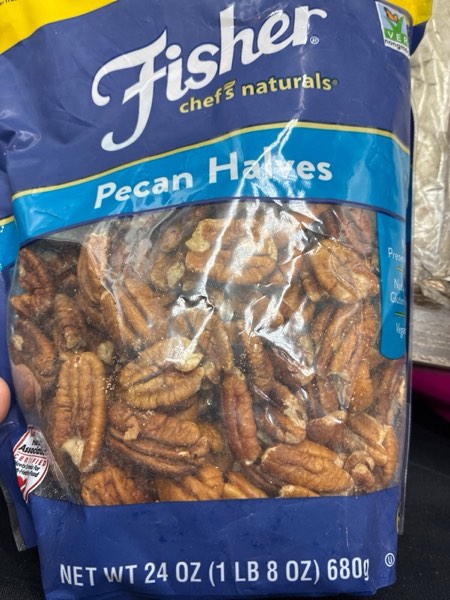 Fisher®
chef's naturals®
Pecan Halves
NET WT 24 OZ (1 LB 8 OZ) 680g